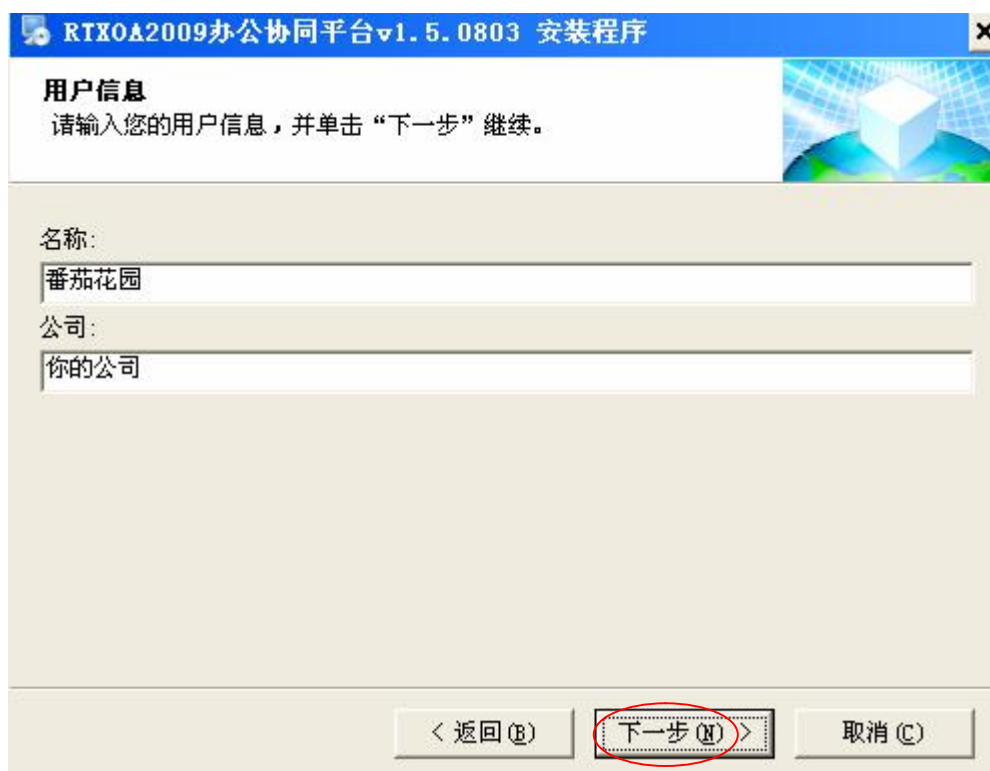 RTXOA2009办公协同平台v1.5.0803 安装程序
用户信息
请输入您的用户信息，并单击“下一步”继续。
名称:
番茄花园
公司:
你的公司
< 返回(B)
下一步(N) >
取消(C)